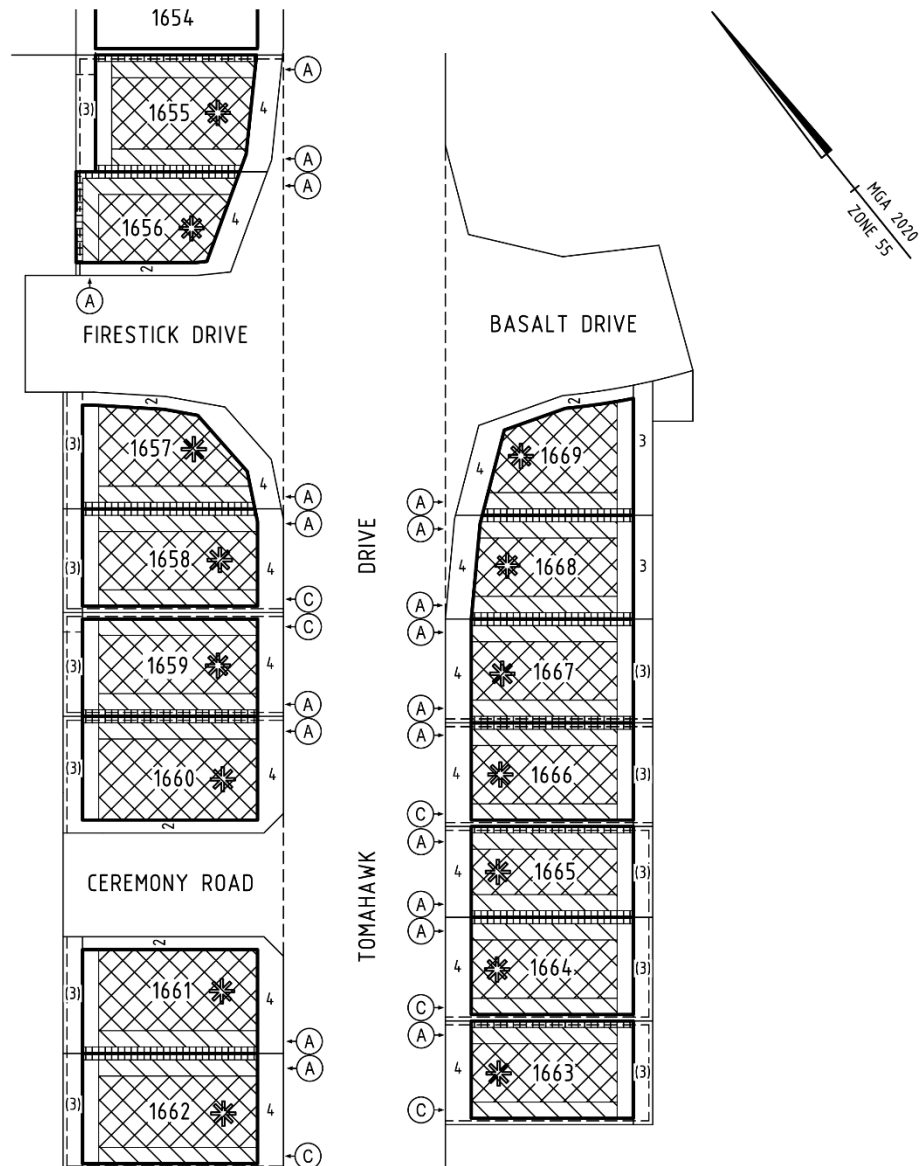 1654
A
(3)
1655
4
A
A
1656
4
2
A
MGA 2020
ZONE 55
FIRESTICK DRIVE
BASALT DRIVE
2
2
(3)
1657
4
A
4
1669
3
A
A
A
(3)
1658
4
C
DRIVE
4
1668
3
A
C
(3)
1659
4
A
A
4
1667
(3)
A
A
(3)
1660
4
2
A
4
1666
(3)
C
CEREMONY ROAD
TOMAHAWK
A
4
1665
(3)
A
A
4
1664
(3)
C
2
(3)
1661
4
A
A
(3)
1662
4
C
A
4
1663
(3)
C